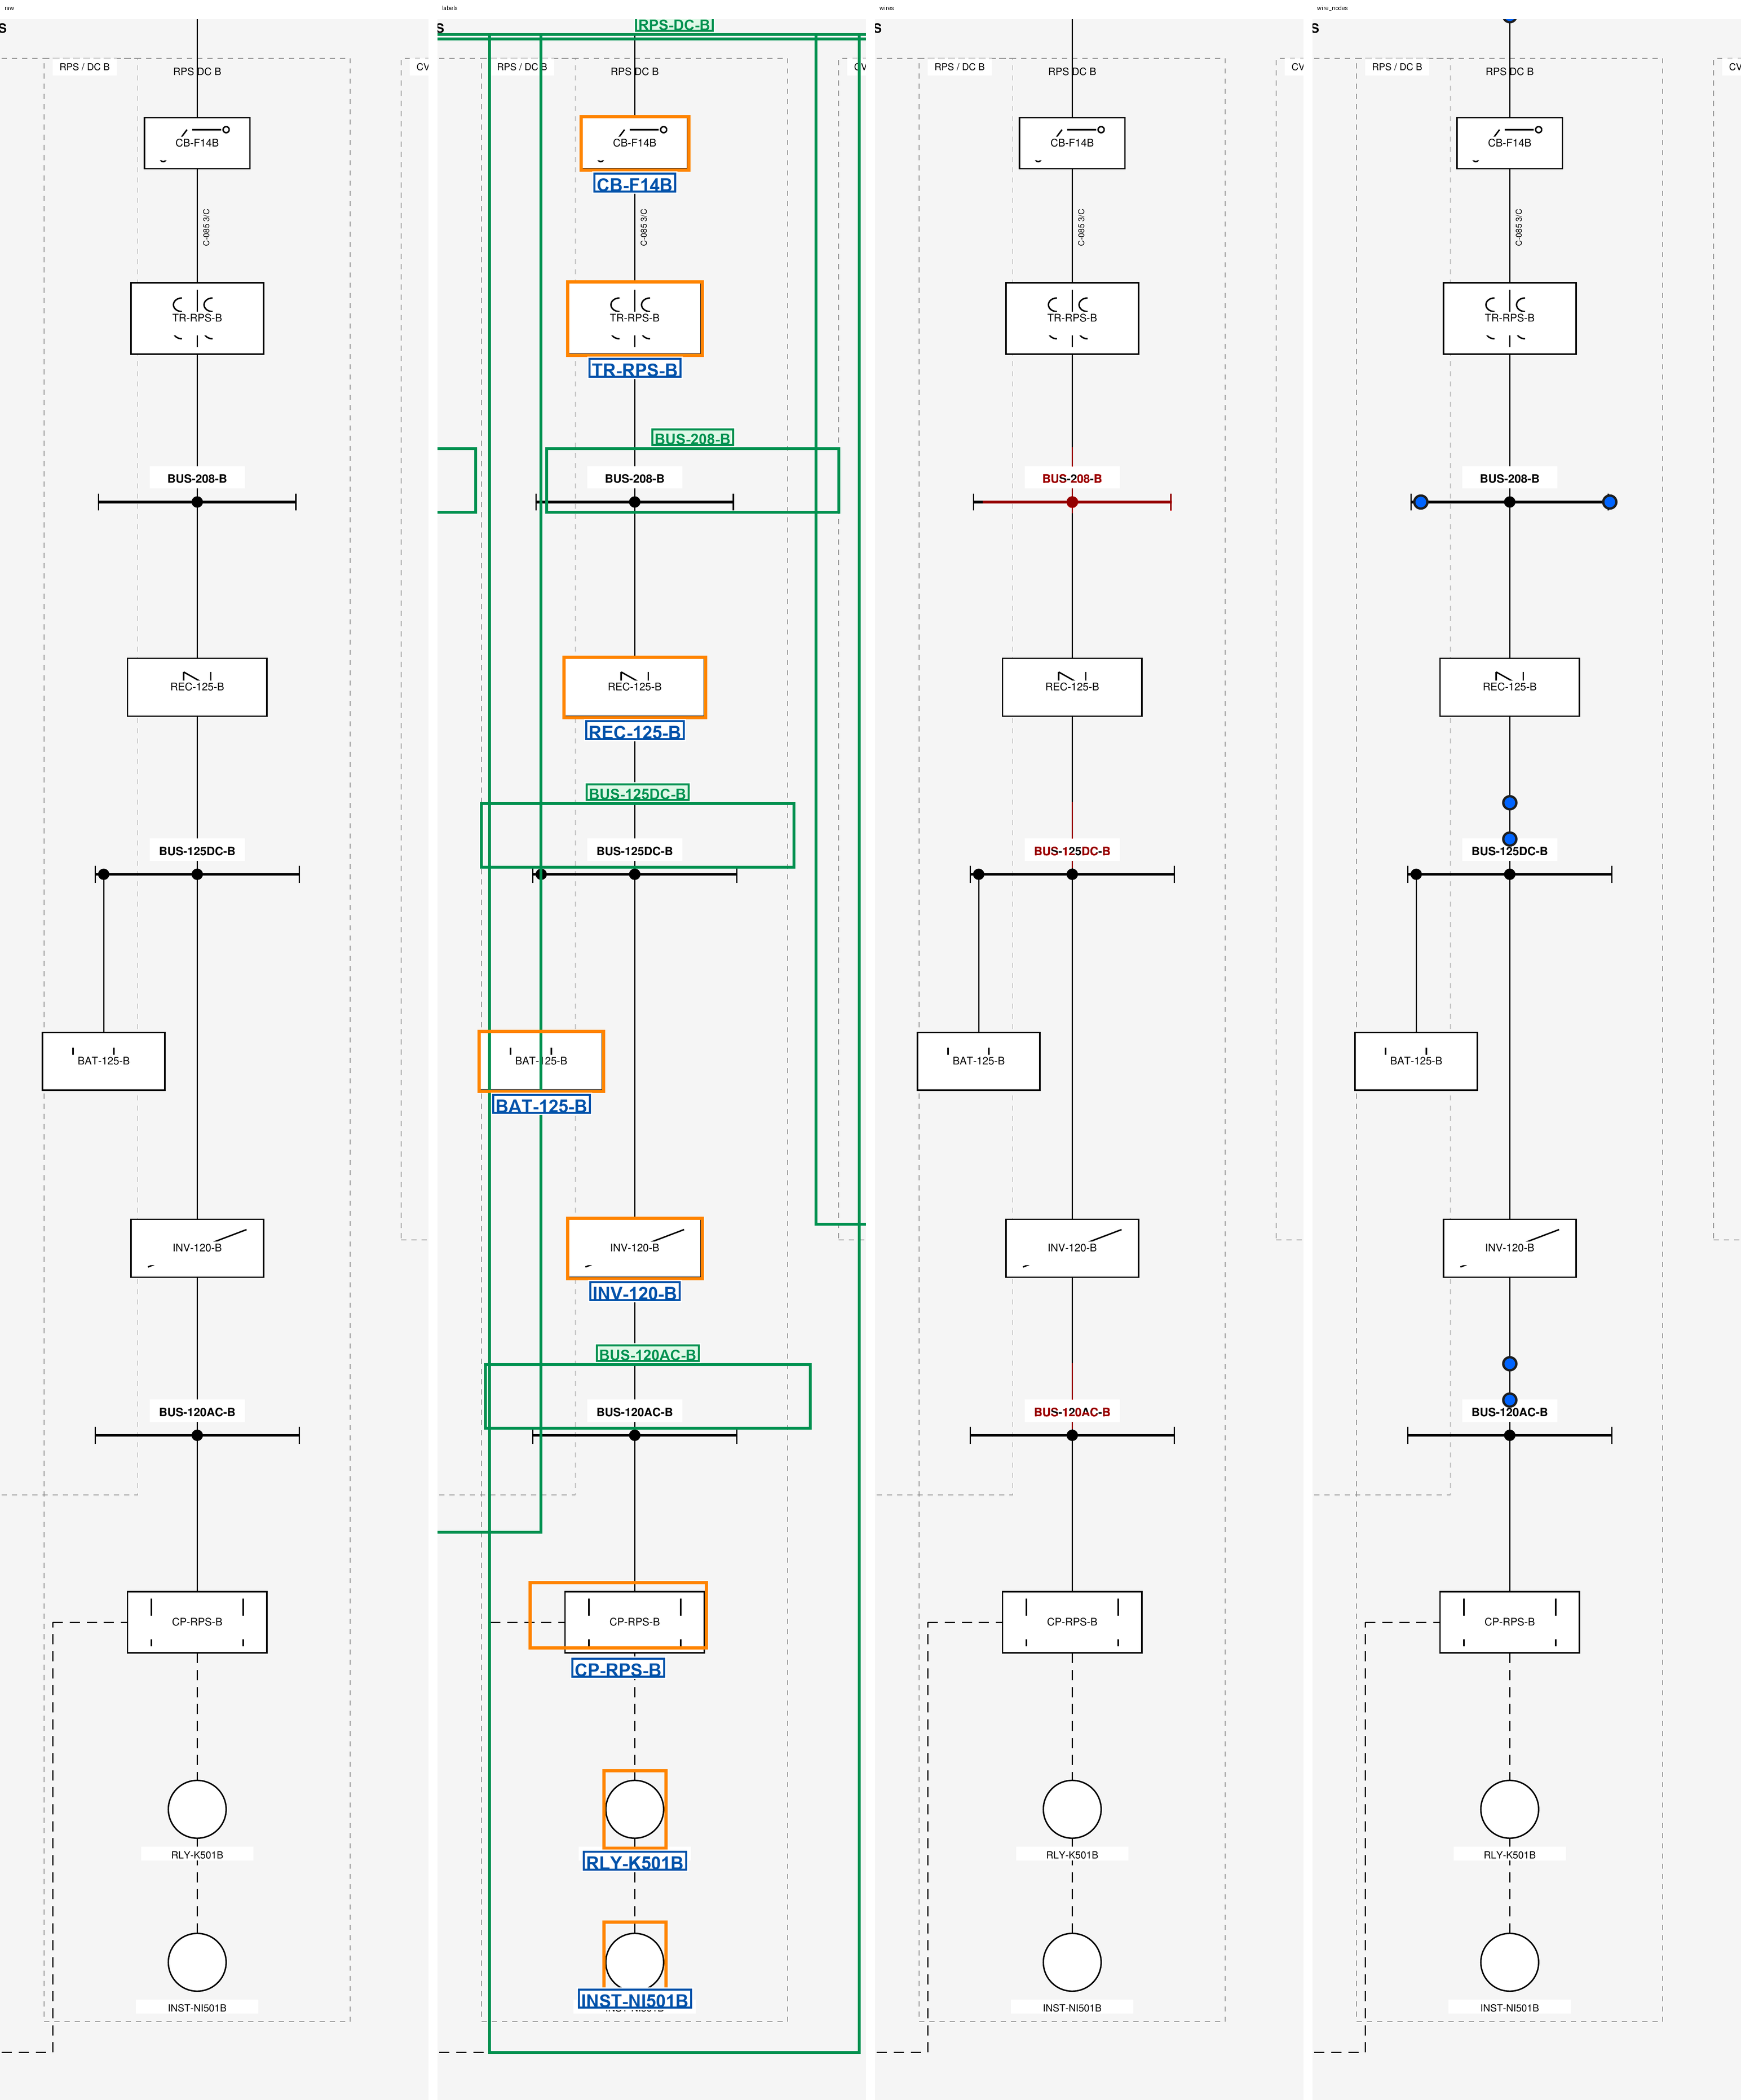 raw
labels
wires
wire_nodes
S
RPS / DC B
RPS DC B
CV
CB-F14B
C-085 3/C
TR-RPS-B
BUS-208-B
REC-125-B
BUS-125DC-B
BAT-125-B
INV-120-B
BUS-120AC-B
CP-RPS-B
RLY-K501B
INST-NI501B
S
RPS-DC-B
RPS / DC B
RPS DC B
CV
CB-F14B
CB-F14B
C-085 3/C
TR-RPS-B
TR-RPS-B
BUS-208-B
BUS-208-B
REC-125-B
REC-125-B
BUS-125DC-B
BUS-125DC-B
BAT-125-B
BAT-125-B
INV-120-B
INV-120-B
BUS-120AC-B
BUS-120AC-B
CP-RPS-B
CP-RPS-B
RLY-K501B
INST-NI501B
S
RPS / DC B
RPS DC B
CV
CB-F14B
C-085 3/C
TR-RPS-B
BUS-208-B
REC-125-B
BUS-125DC-B
BAT-125-B
INV-120-B
BUS-120AC-B
CP-RPS-B
RLY-K501B
INST-NI501B
S
RPS / DC B
RPS DC B
CV
CB-F14B
C-085 3/C
TR-RPS-B
BUS-208-B
REC-125-B
BUS-125DC-B
BAT-125-B
INV-120-B
BUS-120AC-B
CP-RPS-B
RLY-K501B
INST-NI501B